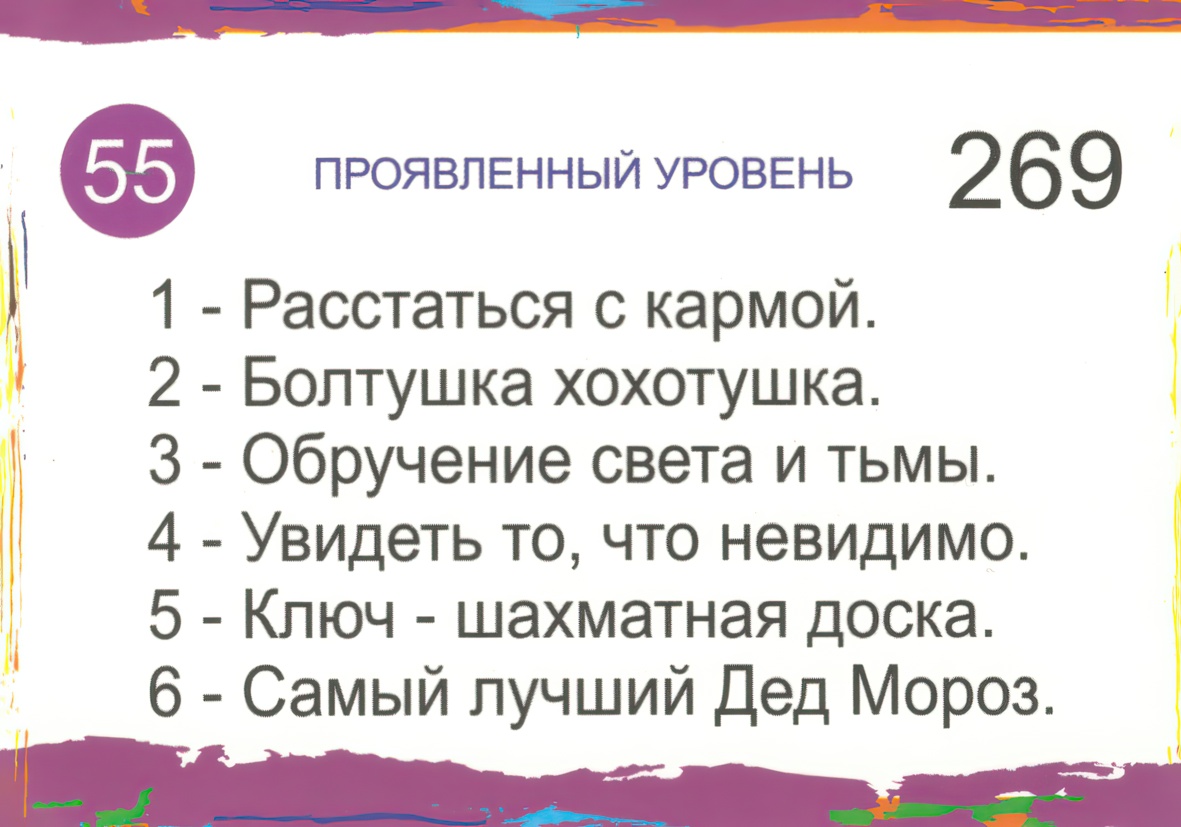 55 ПРОЯВЛЕННЫЙ УРОВЕНЬ 269
1 - Расстаться с кармой.
2 - Болтушка хохотушка.
3 - Обручение света и тьмы.
4 - Увидеть то, что невидимо.
5 - Ключ - шахматная доска.
6 - Самый лучший Дед Мороз.